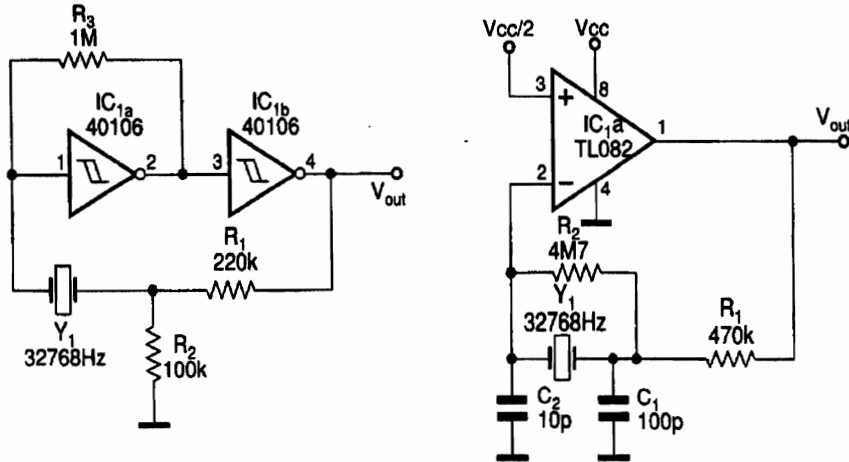 R3
1M
IC1a
40106
IC1b
40106
1
2
3
4
Vout
R1
220k
Y1
32768Hz
R2
100k
Vcc/2
Vcc
3
8
+
IC1a
TL082
1
Vout
2
−
4
R2
4M7
Y1
32768Hz
R1
470k
C2
10p
C1
100p